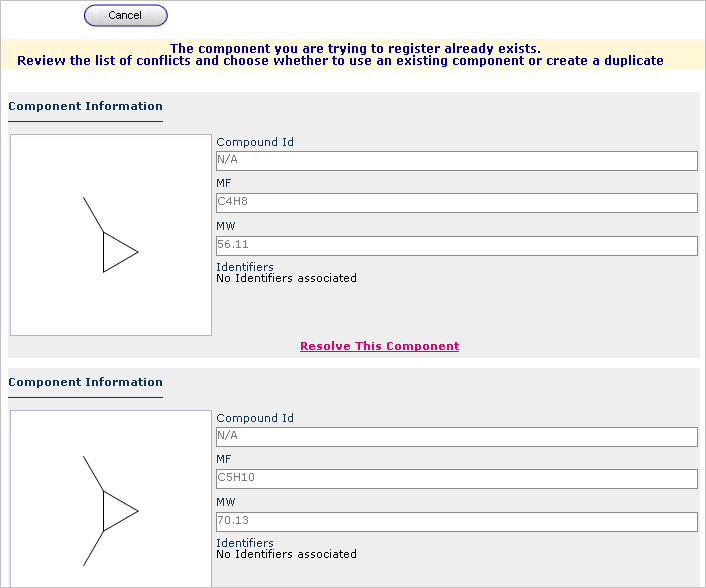 Cancel
The component you are trying to register already exists.
Review the list of conflicts and choose whether to use an existing component or create a duplicate
Component Information
Compound Id
N/A
MF
C4H8
MW
56.11
Identifiers
No Identifiers associated
Resolve This Component
Component Information
Compound Id
N/A
MF
C5H10
MW
70.13
Identifiers
No Identifiers associated